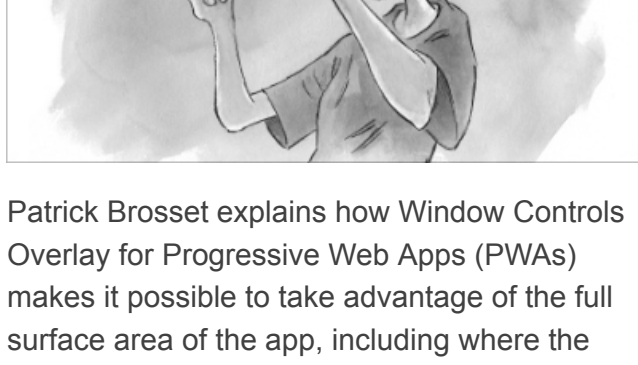 Patrick Brosset explains how Window Controls
Overlay for Progressive Web Apps (PWAs)
makes it possible to take advantage of the full
surface area of the app, including where the